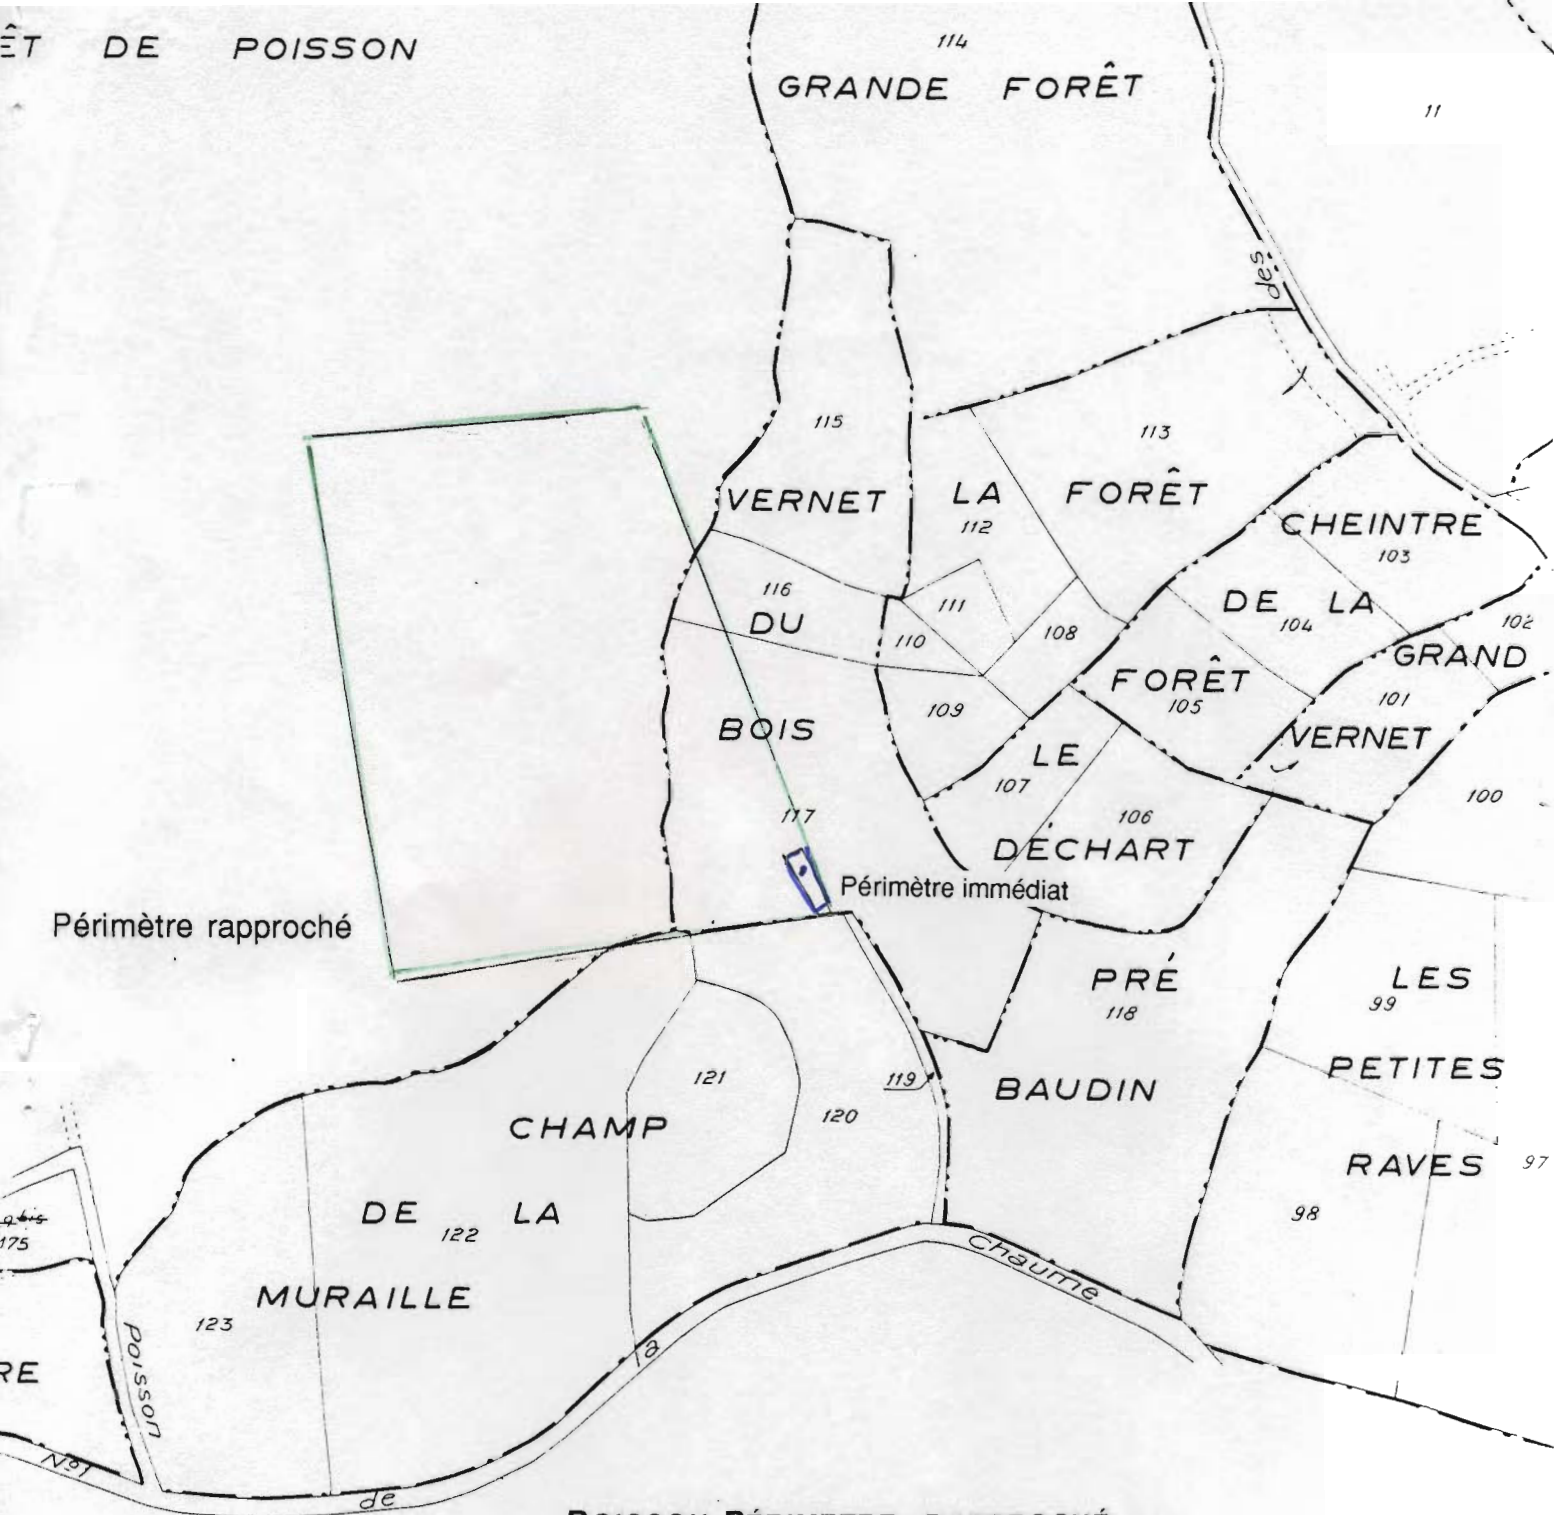 ÊT DE POISSON
114
GRANDE FORÊT
11
des
115
113
VERNET
LA
FORÊT
112
CHEINTRE
103
116
111
DE LA
104
102
DU
110
108
GRAND
FORÊT
105
101
109
BOIS
VERNET
LE
107
100
117
106
DÉCHART
Périmètre immédiat
Périmètre rapproché
PRÉ
118
LES
99
121
119
PETITES
BAUDIN
120
CHAMP
RAVES
97
98
DE LA
122
175
Chaume
MURAILLE
123
Poisson
à
RE
N°1
de
POISSON PÉRIMETRE RAPPROCHÉ